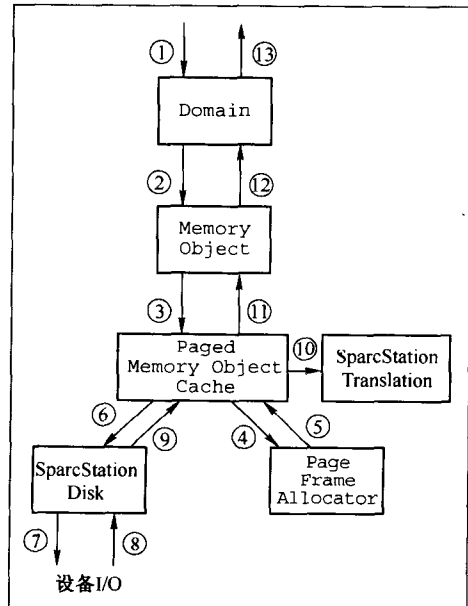 ① ⑬
Domain
② ⑫
Memory
Object
③ ⑪
Paged
Memory Object
Cache
⑩
SparcStation
Translation
⑥ ⑨ ④ ⑤
SparcStation
Disk
Page
Frame
Allocator
⑦ ⑧
设备I/O